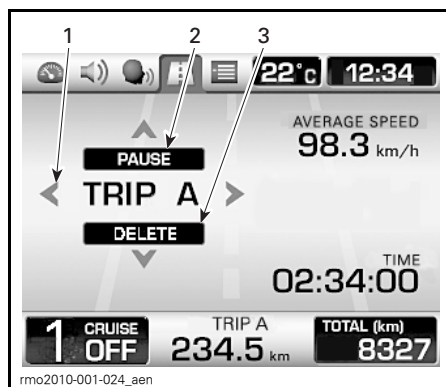 1 2 3
22°c 12:34
AVERAGE SPEED
98.3 km/h
PAUSE
TRIP A
DELETE
TIME
02:34:00
1 CRUISE OFF
TRIP A
234.5 km
TOTAL (km)
8327
rmo2010-001-024_aen